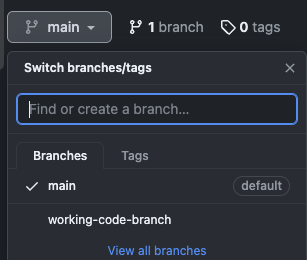 main 1 branch 0 tags
Switch branches/tags
Find or create a branch...
Branches Tags
main default
working-code-branch
View all branches